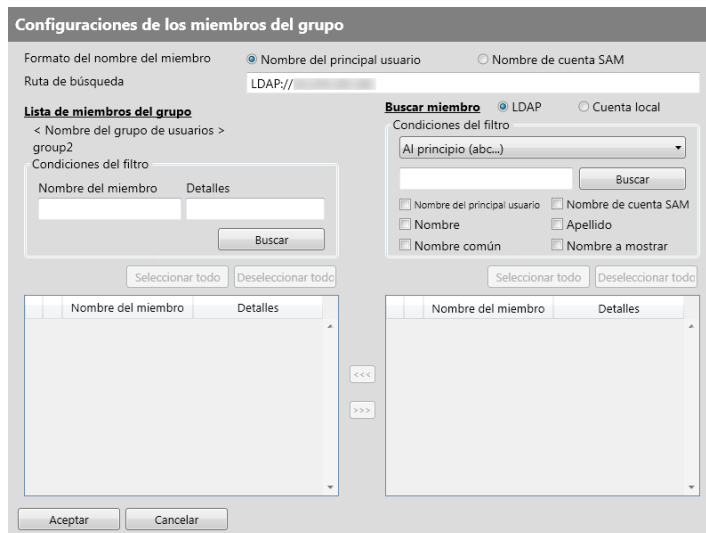 Configuraciones de los miembros del grupo
Formato del nombre del miembro
Nombre del principal usuario
Nombre de cuenta SAM
Ruta de búsqueda
LDAP://
Lista de miembros del grupo
< Nombre del grupo de usuarios >
group2
Condiciones del filtro
Nombre del miembro
Detalles
Buscar
Seleccionar todo
Deseleccionar todo
Nombre del miembro
Detalles
Buscar miembro
LDAP
Cuenta local
Condiciones del filtro
Al principio (abc...)
Buscar
Nombre del principal usuario
Nombre de cuenta SAM
Nombre
Apellido
Nombre común
Nombre a mostrar
Seleccionar todo
Deseleccionar todo
Nombre del miembro
Detalles
<<<
>>>
Aceptar
Cancelar